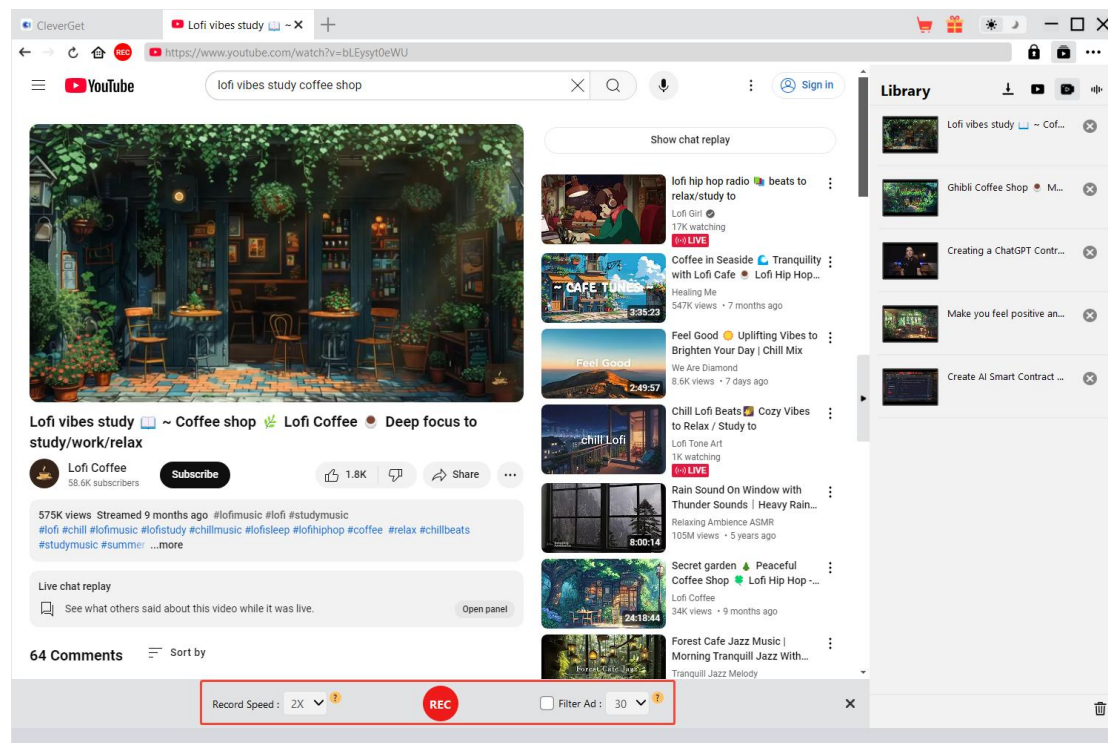 CleverGet
Lofi vibes study 📖 ~
REC
https://www.youtube.com/watch?v=bLEysyt0eWU
YouTube
lofi vibes study coffee shop
Sign in
Show chat replay
Lofi vibes study 📖 ~ Coffee shop 🌿 Lofi Coffee ☕ Deep focus to
study/work/relax
Lofi Coffee
58.6K subscribers
Subscribe
1.8K
Share
575K views Streamed 9 months ago #lofimusic #lofi #studymusic
#lofi #chill #lofimusic #lofistudy #chillmusic #lofisleep #lofihiphop #coffee #relax #chillbeats
#studymusic #summer ...more
Live chat replay
See what others said about this video while it was live.
Open panel
64 Comments
Sort by
lofi hip hop radio 📚 beats to
relax/study to
Lofi Girl
17K watching
LIVE
~ CAFE TUNES ~
3:35:23
Coffee in Seaside 🌊 Tranquility
with Lofi Cafe ☕ Lofi Hip Hop...
Healing Me
547K views • 7 months ago
Feel Good
2:49:57
Feel Good 🌞 Uplifting Vibes to
Brighten Your Day | Chill Mix
We Are Diamond
8.6K views • 7 days ago
chill Lofi
Chill Lofi Beats 🌠 Cozy Vibes
to Relax / Study to
Lofi Tone Art
1K watching
LIVE
8:00:14
Rain Sound On Window with
Thunder Sounds | Heavy Rain...
Relaxing Ambience ASMR
105M views • 5 years ago
24:18:44
Secret garden 🌲 Peaceful
Coffee Shop 🍀 Lofi Hip Hop -...
Lofi Coffee
34K views • 9 months ago
Forest Cafe Jazz
Forest Cafe Jazz Music |
Morning Tranquill Jazz With...
Tranquill Jazz Melody
Library
Lofi vibes study 📖 ~ Cof...
Ghibli Coffee Shop ☕ M...
Creating a ChatGPT Contr...
Make you feel positive an...
Create AI Smart Contract ...
Record Speed : 2X ?
REC
Filter Ad : 30 ?